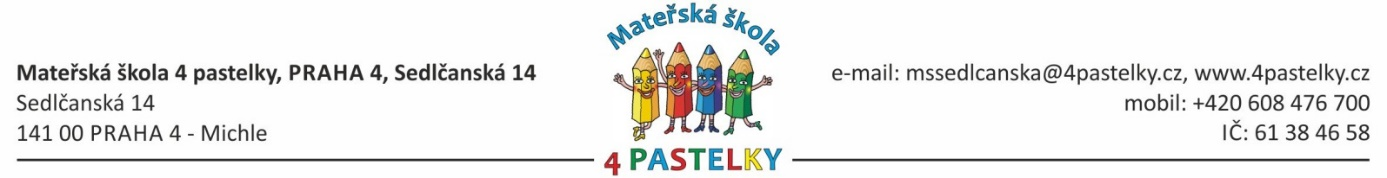 Mateřská škola 4 pastelky, PRAHA 4, Sedlčanská 14
Sedlčanská 14
141 00 PRAHA 4 - Michle
Mateřská škola
4 PASTELKY
e-mail: mssedlcanska@4pastelky.cz, www.4pastelky.cz
mobil: +420 608 476 700
IČ: 61 38 46 58